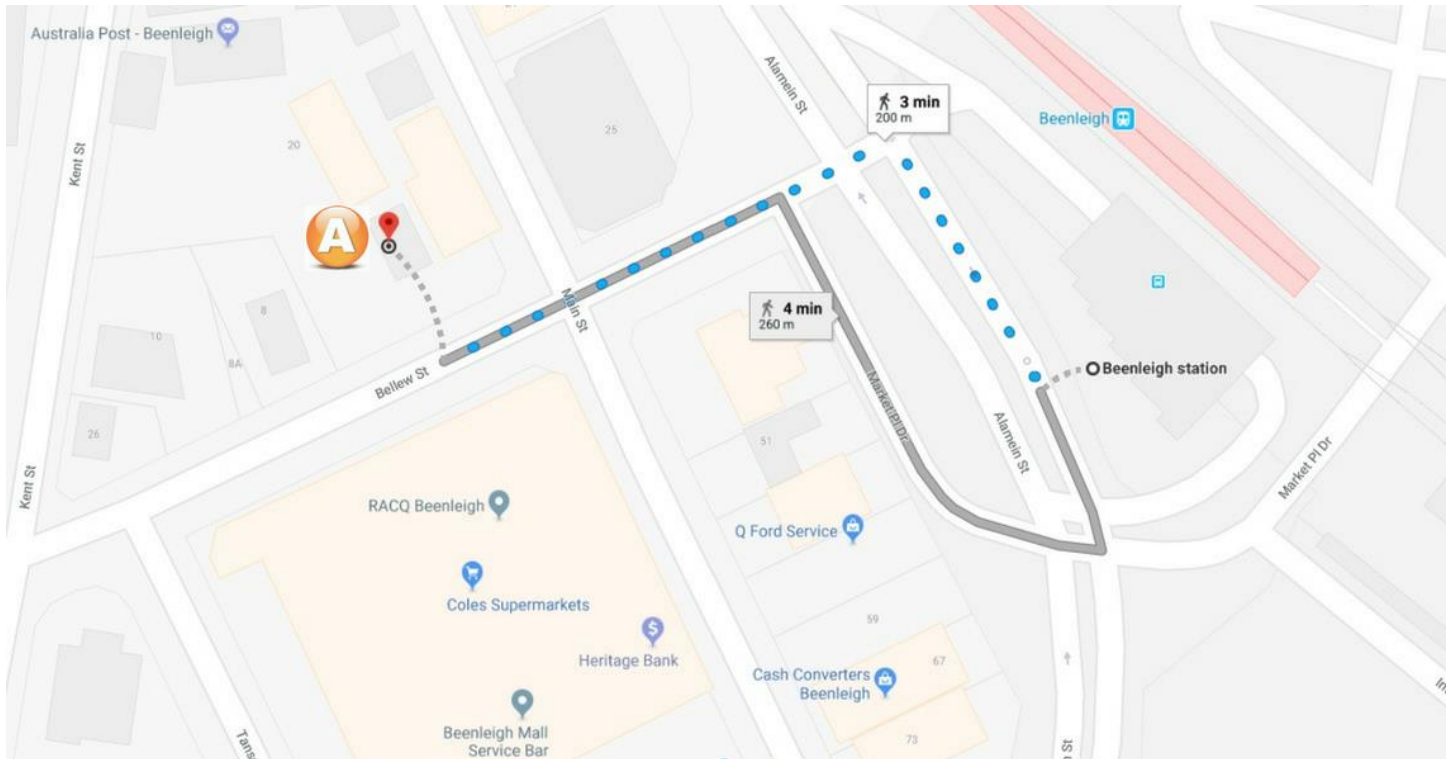 Australia Post - Beenleigh
Alamein St
3 min
200 m
Beenleigh
25
20
Kent St
A
Main St
4 min
260 m
8
10
8A
Bellew St
Beenleigh station
Market Pl Dr
26
51
Alamein St
Market Pl Dr
Kent St
RACQ Beenleigh
Q Ford Service
Coles Supermarkets
59
Heritage Bank
67
Cash Converters
Beenleigh
Beenleigh Mall
Service Bar
73
St